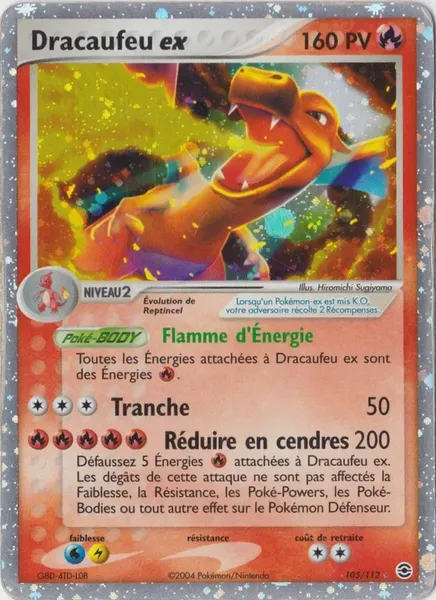 Dracaufeu ex 160 PV
Illus. Hiromichi Sugiyama
NIVEAU 2
Évolution de
Reptincel
Lorsqu'un Pokémon-ex est mis K.O,
votre adversaire récolte 2 Récompenses.
Poké-BODY Flamme d'Énergie
Toutes les Énergies attachées à Dracaufeu ex sont
des Énergies .
Tranche 50
Réduire en cendres 200
Défaussez 5 Énergies attachées à Dracaufeu ex.
Les dégâts de cette attaque ne sont pas affectés la
Faiblesse, la Résistance, les Poké-Powers, les Poké-
Bodies ou tout autre effet sur le Pokémon Défenseur.
faiblesse résistance coût de retraite
GBD-4TD-L0B ©2004 Pokémon/Nintendo 105/112